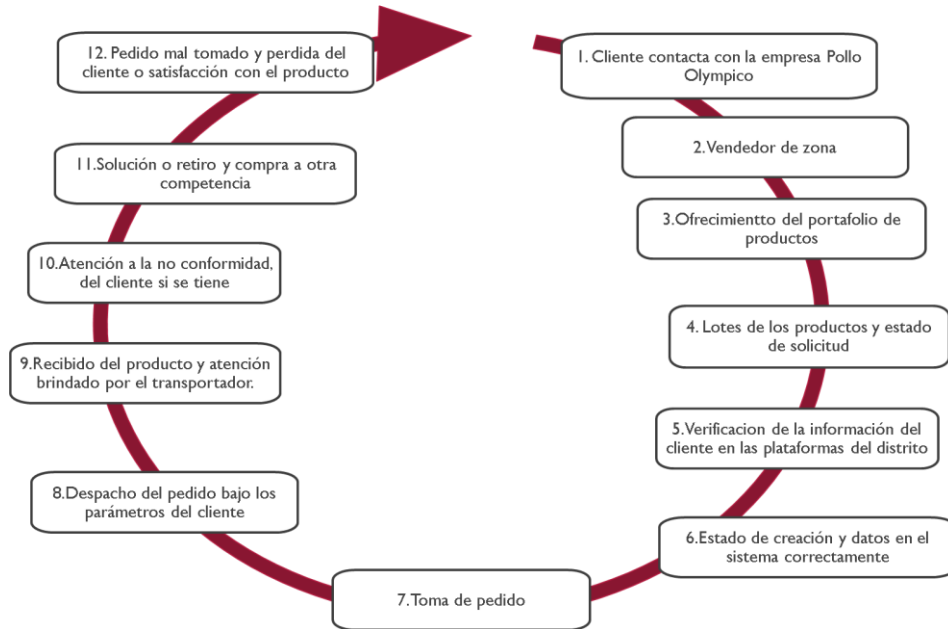 1. Cliente contacta con la empresa Pollo
Olympico
2. Vendedor de zona
3.Ofrecimientto del portafolio de
productos
4. Lotes de los productos y estado
de solicitud
5.Verificacion de la información del
cliente en las plataformas del distrito
6.Estado de creación y datos en el
sistema correctamente
7.Toma de pedido
8.Despacho del pedido bajo los
parámetros del cliente
9.Recibido del producto y atención
brindado por el transportador.
10.Atención a la no conformidad,
del cliente si se tiene
11.Solución o retiro y compra a otra
competencia
12. Pedido mal tomado y perdida del
cliente o satisfacción con el producto